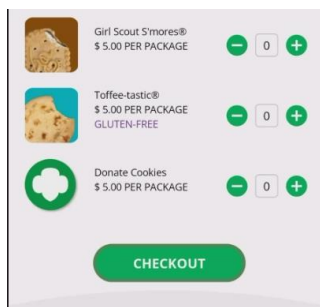 Girl Scout S'mores®
$ 5.00 PER PACKAGE
0
Toffee-tastic®
$ 5.00 PER PACKAGE
GLUTEN-FREE
0
Donate Cookies
$ 5.00 PER PACKAGE
0
CHECKOUT